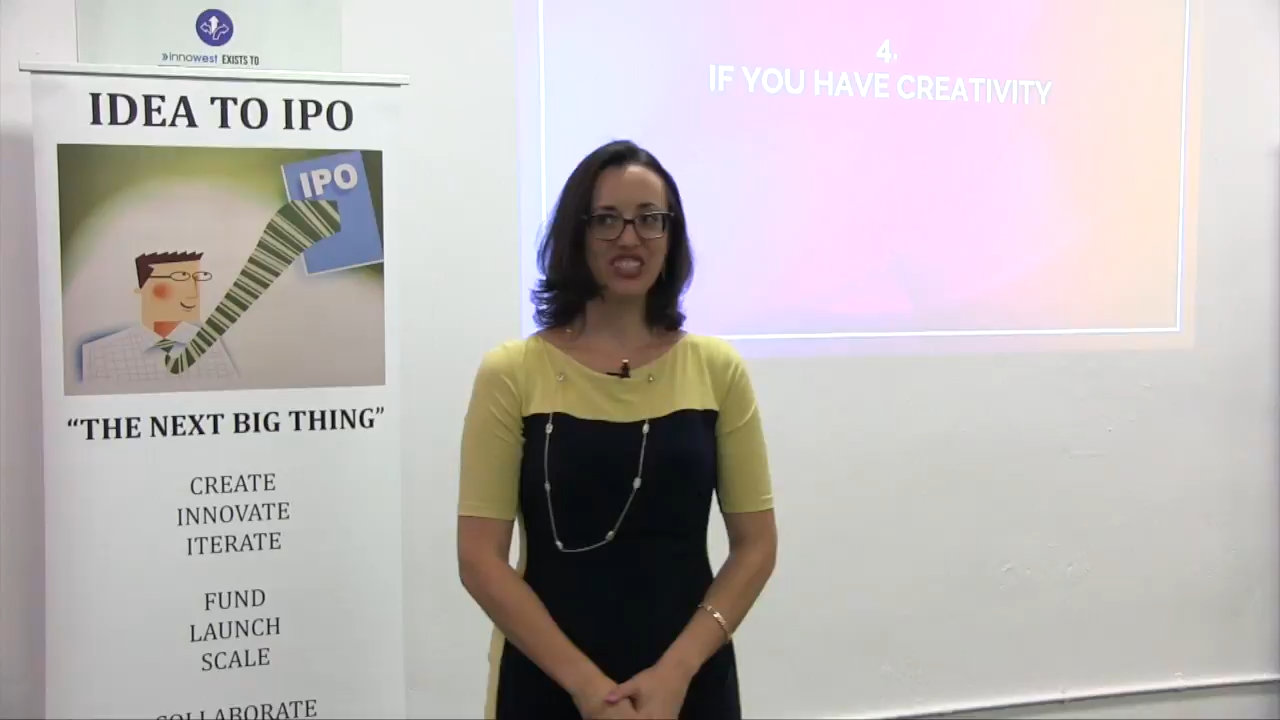 »innowest EXISTS TO
IDEA TO IPO
IPO
“THE NEXT BIG THING”
CREATE
INNOVATE
ITERATE
FUND
LAUNCH
SCALE
COLLABORATE
4.
IF YOU HAVE CREATIVITY